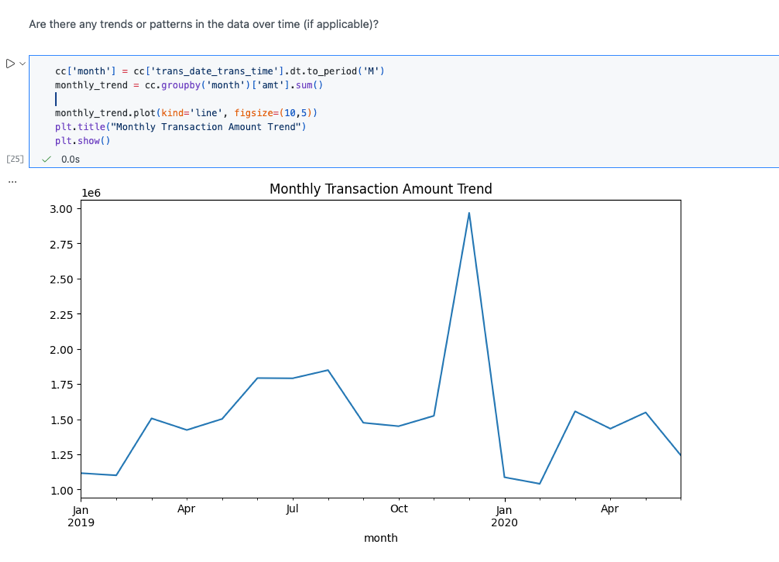 Are there any trends or patterns in the data over time (if applicable)?
cc['month'] = cc['trans_date_trans_time'].dt.to_period('M')
monthly_trend = cc.groupby('month')['amt'].sum()
monthly_trend.plot(kind='line', figsize=(10,5))
plt.title("Monthly Transaction Amount Trend")
plt.show()
[25]
0.0s
...
Monthly Transaction Amount Trend
1e6
3.00
2.75
2.50
2.25
2.00
1.75
1.50
1.25
1.00
Jan Apr Jul Oct Jan Apr
2019 2020
month